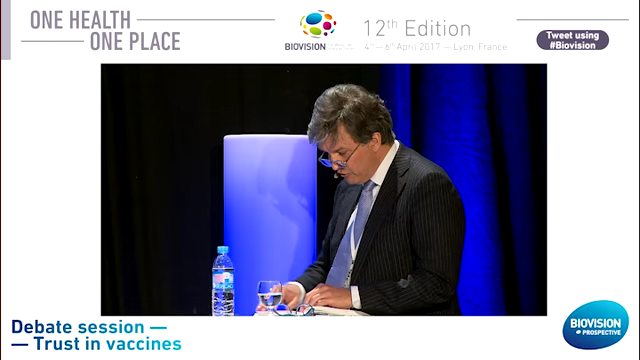 ONE HEALTH
ONE PLACE
BIOVISION
12th Edition
4th – 6th April 2017 – Lyon, France
Tweet using
#Biovision
Debate session —
— Trust in vaccines
BIOVISION
PROSPECTIVE